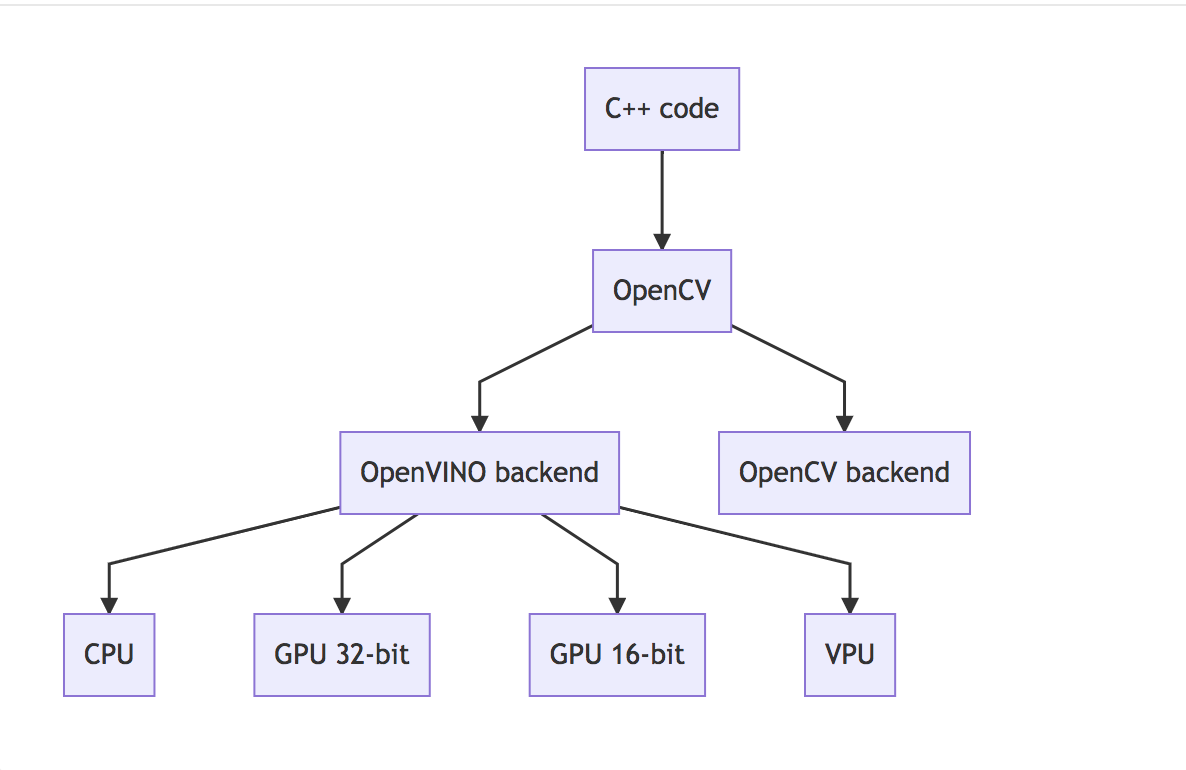 C++ code
OpenCV
OpenVINO backend
OpenCV backend
CPU
GPU 32-bit
GPU 16-bit
VPU